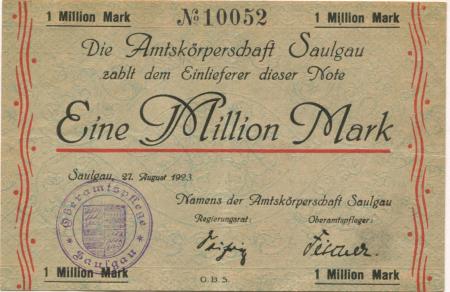 1 Million Mark
№ 10052
1 Million Mark
Die Amtskörperschaft Saulgau
zahlt dem Einlieferer dieser Note
Eine Million Mark
Saulgau, 27. August 1923.
Namens der Amtskörperschaft Saulgau
Regierungsrat:
Oberamtspfleger:
Oberamtspflege
Saulgau
1 Million Mark
O.B.S.
1 Million Mark